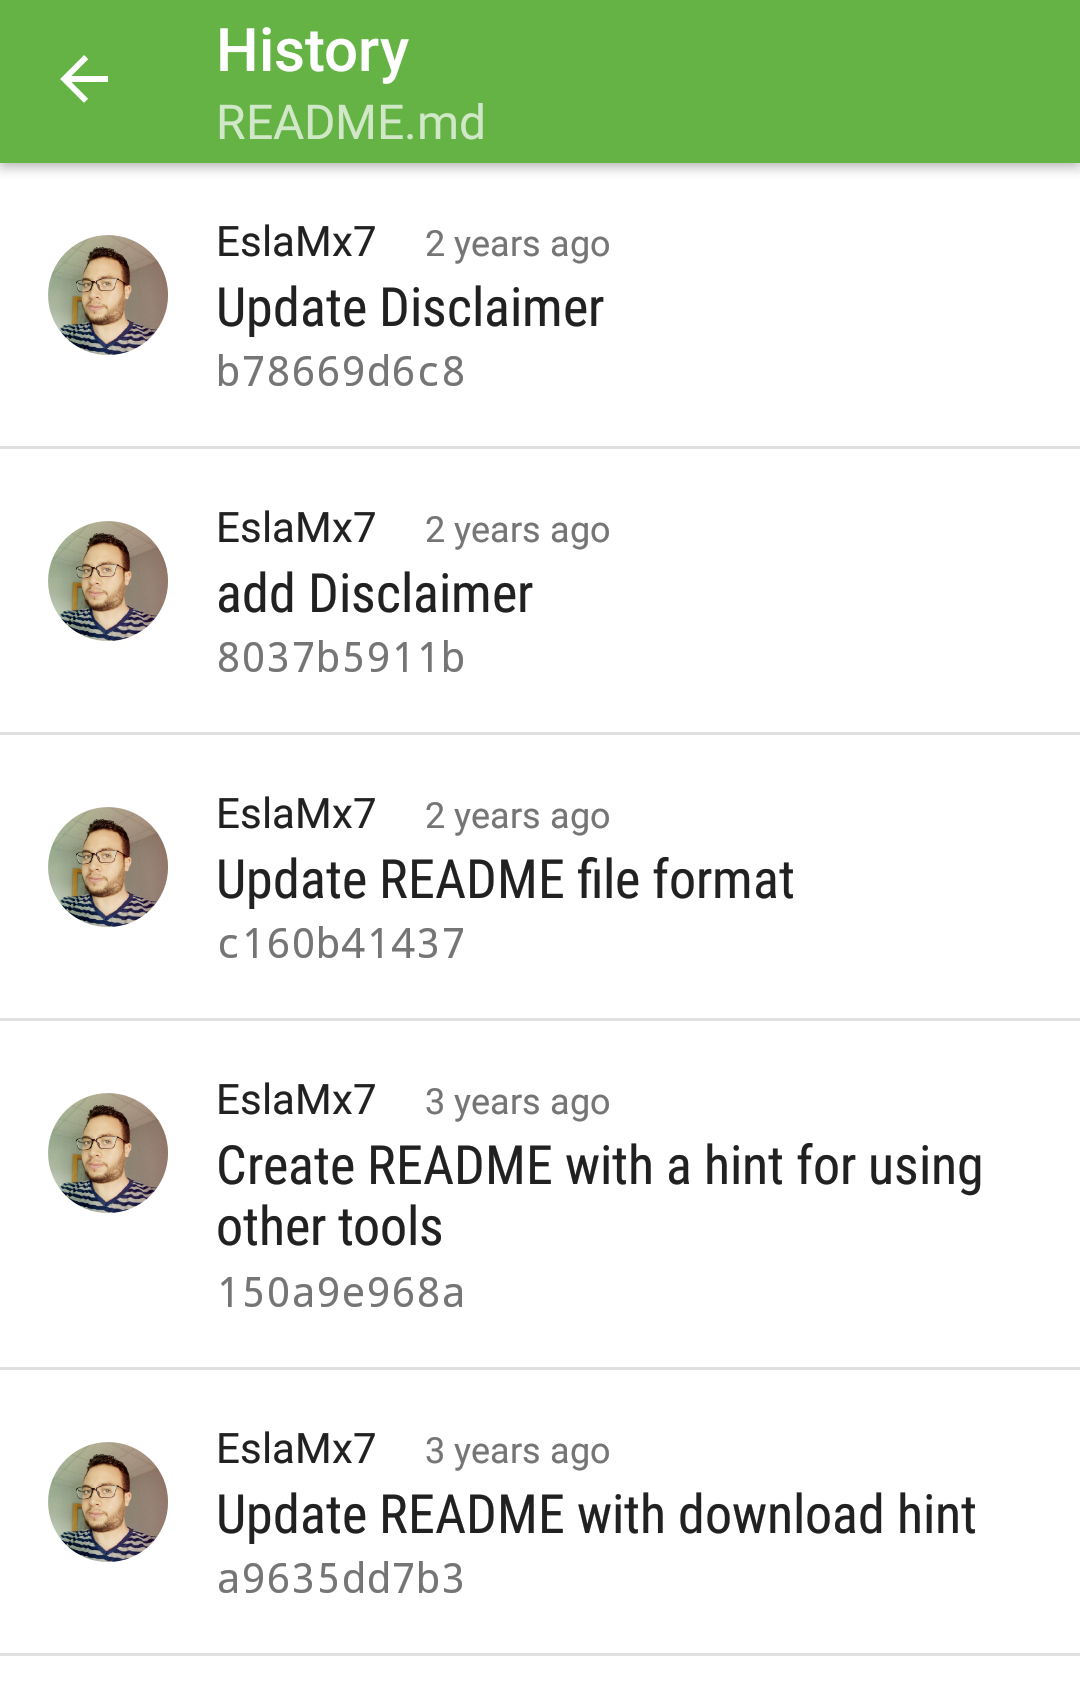 History
README.md
EslaMx7 2 years ago
Update Disclaimer
b78669d6c8
EslaMx7 2 years ago
add Disclaimer
8037b5911b
EslaMx7 2 years ago
Update README file format
c160b41437
EslaMx7 3 years ago
Create README with a hint for using
other tools
150a9e968a
EslaMx7 3 years ago
Update README with download hint
a9635dd7b3